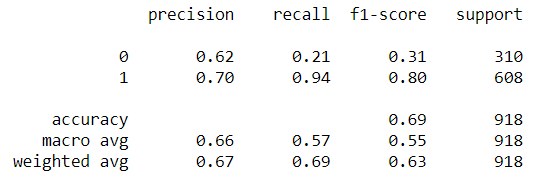 precision recall f1-score support
0 0.62 0.21 0.31 310
1 0.70 0.94 0.80 608
accuracy 0.69 918
macro avg 0.66 0.57 0.55 918
weighted avg 0.67 0.69 0.63 918